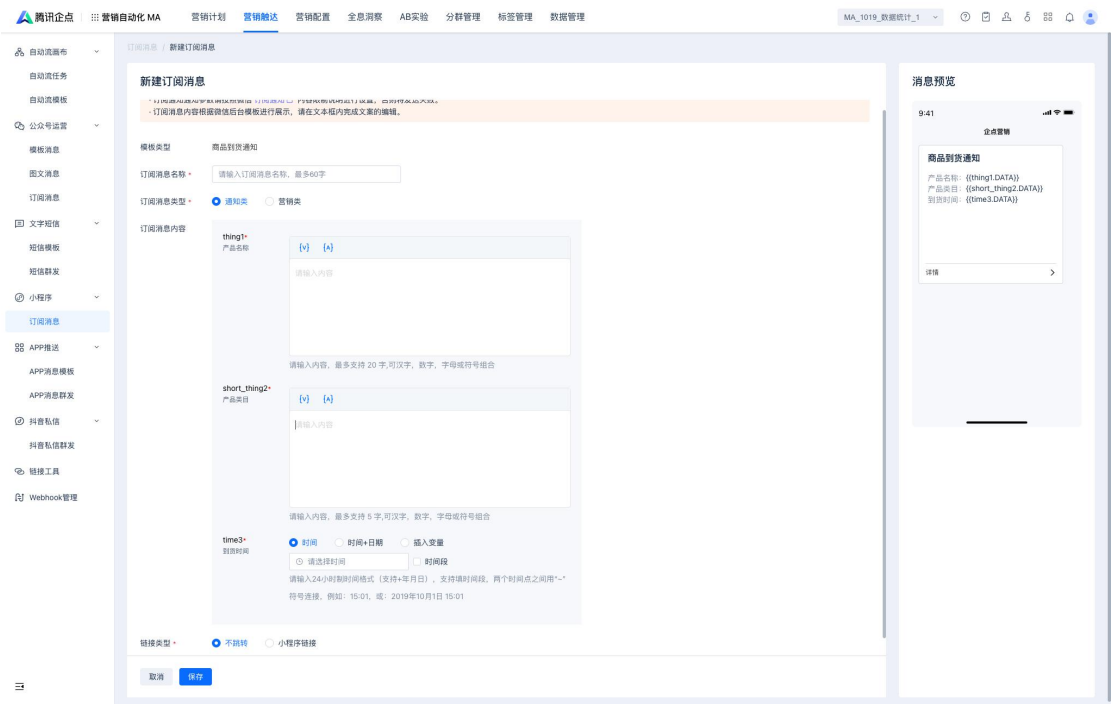 腾讯企点
营销自动化 MA
营销计划
营销触达
营销配置
全息洞察
AB实验
分群管理
标签管理
数据管理
MA_1019_数据统计_1
自动流画布
自动流任务
自动流模板
公众号运营
模板消息
图文消息
订阅消息
文字短信
短信模板
短信群发
小程序
订阅消息
APP推送
APP消息模板
APP消息群发
抖音私信
抖音私信群发
链接工具
Webhook管理
订阅消息 / 新建订阅消息
新建订阅消息
· 订阅消息内容根据微信后台模板进行展示，请在文本框内完成文案的编辑。
模板类型
商品到货通知
订阅消息名称 *
请输入订阅消息名称，最多60字
订阅消息类型 *
通知类
营销类
订阅消息内容
thing1*
产品名称
{V} {A}
请输入内容
请输入内容，最多支持 20 字,可汉字，数字，字母或符号组合
short_thing2*
产品类目
{V} {A}
请输入内容
请输入内容，最多支持 5 字,可汉字，数字，字母或符号组合
time3*
到货时间
时间
时间+日期
插入变量
请选择时间
时间段
请输入24小时制时间格式（支持+年月日），支持填时间段，两个时间点之间用"~"
符号连接，例如：15:01，或：2019年10月1日 15:01
链接类型 *
不跳转
小程序链接
取消
保存
消息预览
9:41
企点营销
商品到货通知
产品名称：{{thing1.DATA}}
产品类目：{{short_thing2.DATA}}
到货时间：{{time3.DATA}}
详情